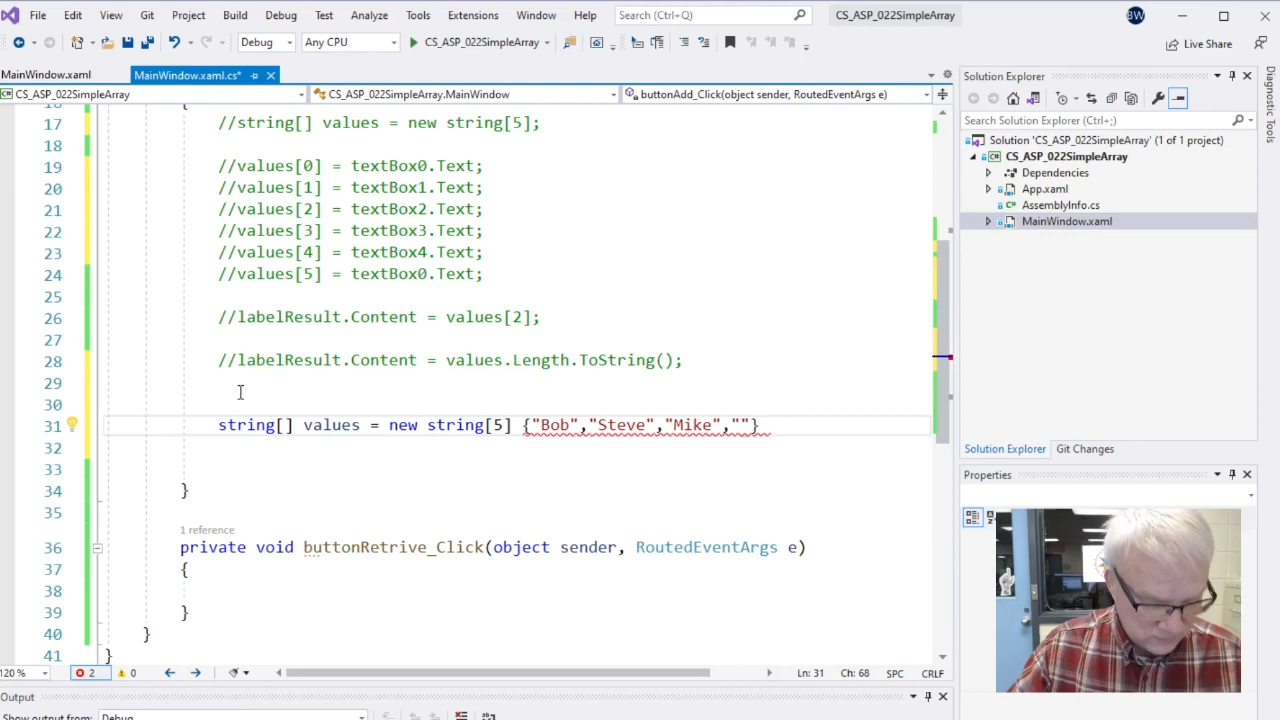 File Edit View Git Project Build Debug Test Analyze Tools Extensions Window Help Search (Ctrl+Q) CS_ASP_022SimpleArray BW
Debug Any CPU CS_ASP_022SimpleArray Live Share
MainWindow.xaml MainWindow.xaml.cs*
CS_ASP_022SimpleArray CS_ASP_022SimpleArray.MainWindow buttonAdd_Click(object sender, RoutedEventArgs e)
16 {
17 //string[] values = new string[5];
18
19 //values[0] = textBox0.Text;
20 //values[1] = textBox1.Text;
21 //values[2] = textBox2.Text;
22 //values[3] = textBox3.Text;
23 //values[4] = textBox4.Text;
24 //values[5] = textBox0.Text;
25
26 //labelResult.Content = values[2];
27
28 //labelResult.Content = values.Length.ToString();
29
30
31 string[] values = new string[5] {"Bob","Steve","Mike",""}
32
33
34 }
35
1 reference
36 private void buttonRetrive_Click(object sender, RoutedEventArgs e)
37 {
38
39 }
40 }
41 }
120 % 2 0 Ln: 31 Ch: 68 SPC CRLF
Output
Show output from: Debug
Solution Explorer
Search Solution Explorer (Ctrl+;)
Solution 'CS_ASP_022SimpleArray' (1 of 1 project)
CS_ASP_022SimpleArray
Dependencies
App.xaml
AssemblyInfo.cs
MainWindow.xaml
Solution Explorer Git Changes
Properties
Diagnostic Tools